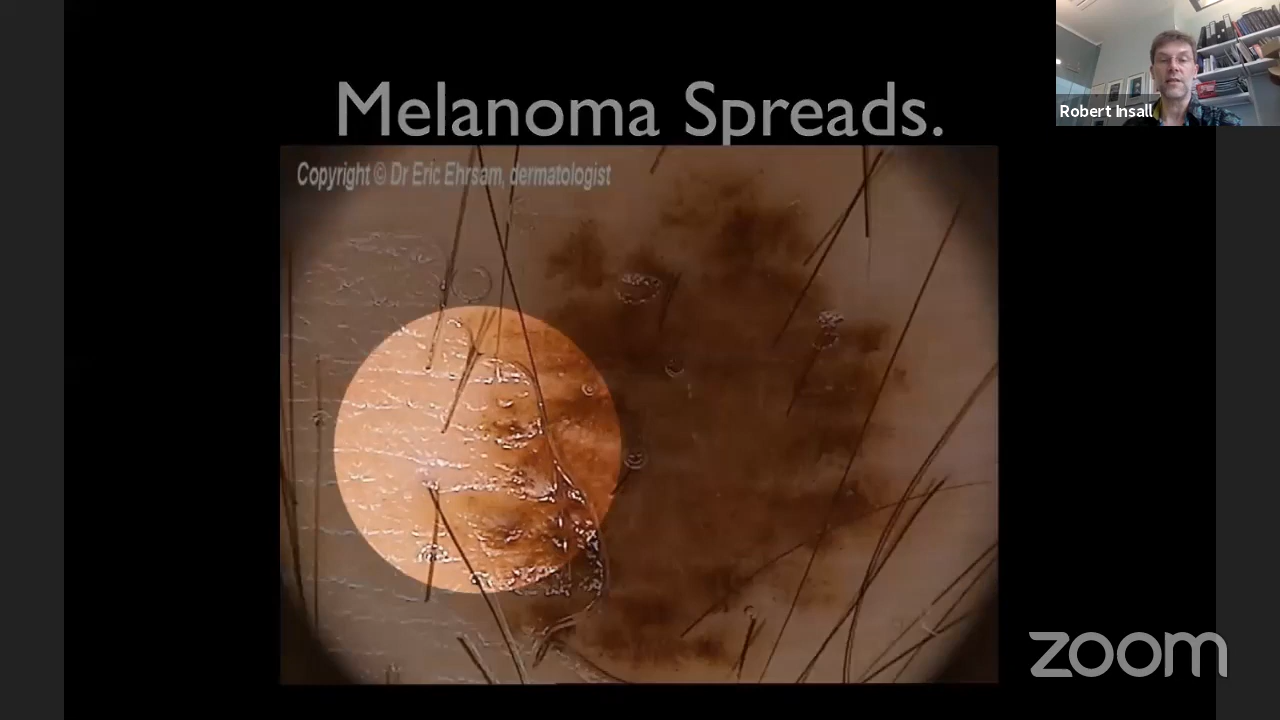 Melanoma Spreads.
Robert Insall
Copyright © Dr Eric Ehrsam, dermatologist
zoom